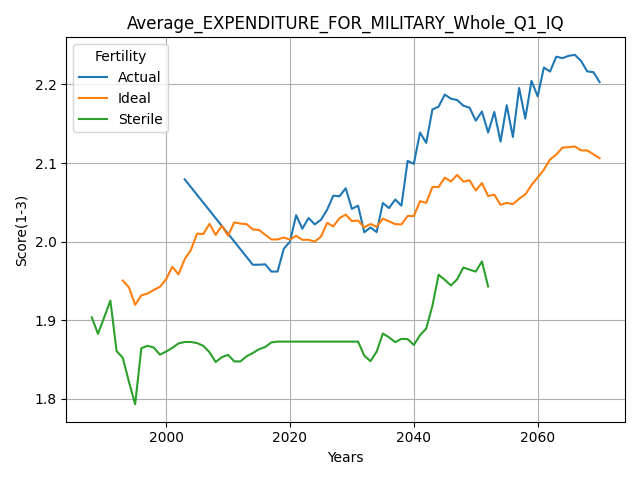 Average_EXPENDITURE_FOR_MILITARY_Whole_Q1_IQ
Fertility
Actual
Ideal
Sterile
Score(1-3)
2.2
2.1
2.0
1.9
1.8
2000
2020
2040
2060
Years